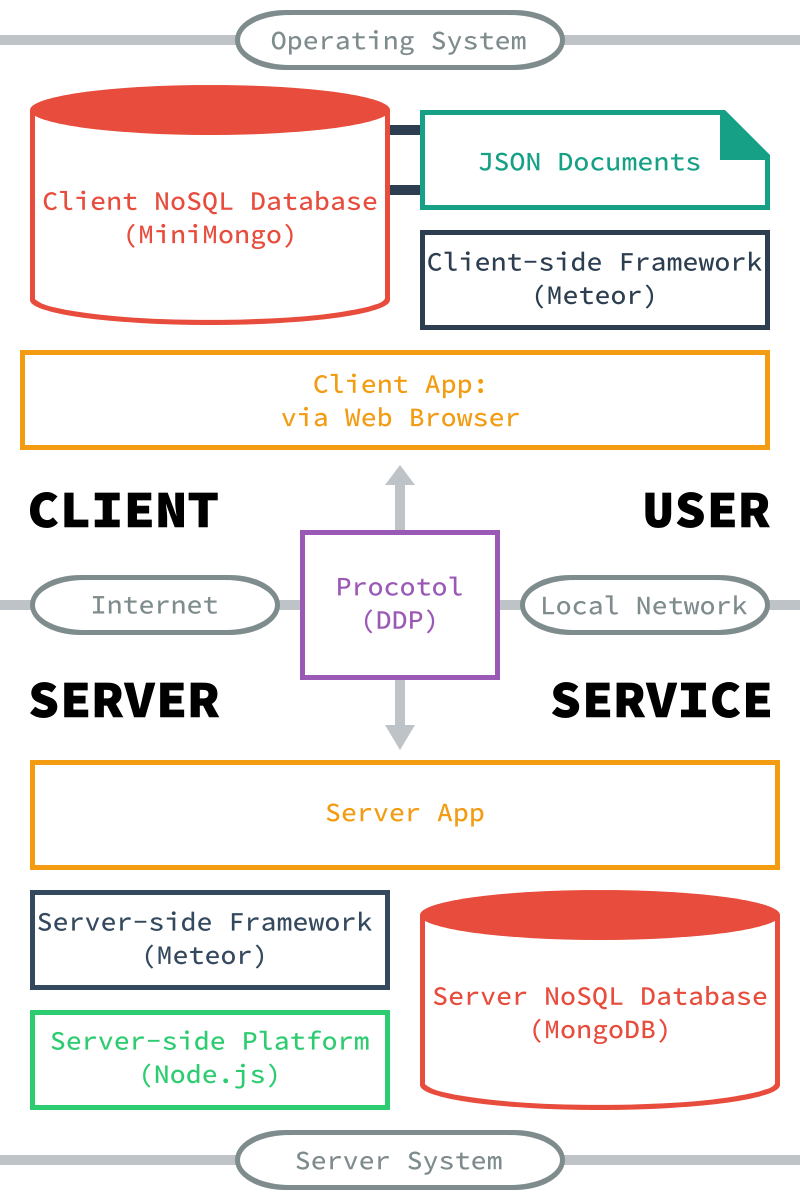 Operating System
Client NoSQL Database
(MiniMongo)
JSON Documents
Client-side Framework
(Meteor)
Client App:
via Web Browser
CLIENT
USER
Procotol
(DDP)
Internet
Local Network
SERVER
SERVICE
Server App
Server-side Framework
(Meteor)
Server-side Platform
(Node.js)
Server NoSQL Database
(MongoDB)
Server System